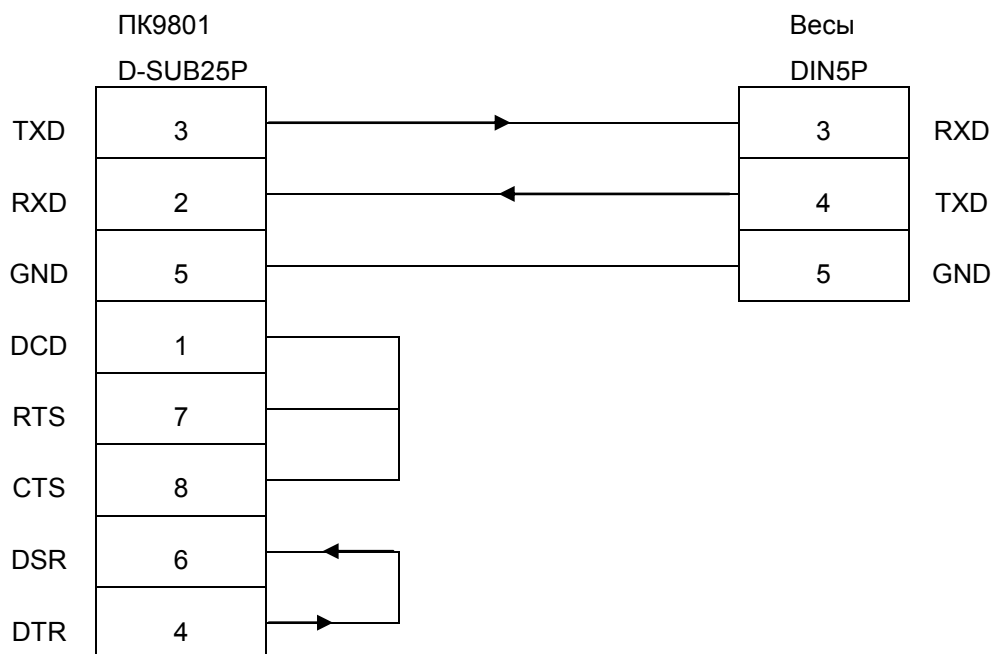 ПК9801 Весы
D-SUB25P DIN5P
TXD 3 3 RXD
RXD 2 4 TXD
GND 5 5 GND
DCD 1
RTS 7
CTS 8
DSR 6
DTR 4